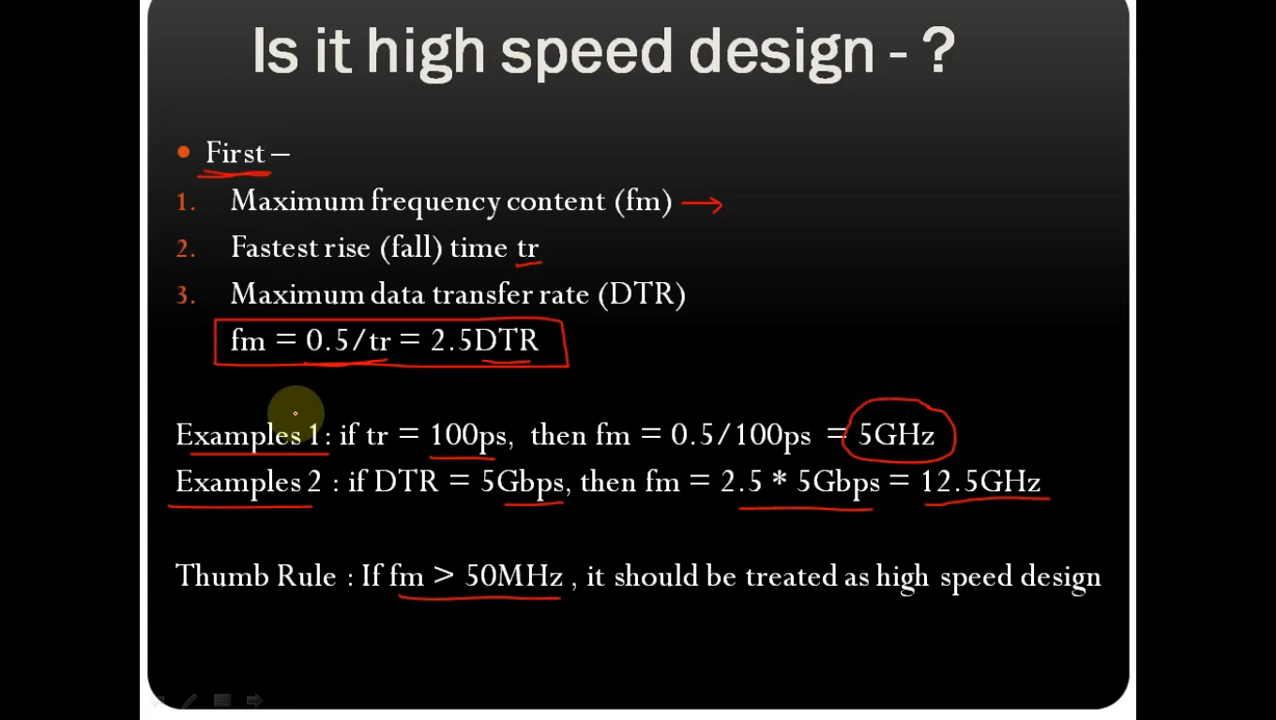 Is it high speed design - ?
First –
1. Maximum frequency content (fm)
2. Fastest rise (fall) time tr
3. Maximum data transfer rate (DTR)
fm = 0.5/tr = 2.5DTR
Examples 1: if tr = 100ps, then fm = 0.5/100ps = 5GHz
Examples 2 : if DTR = 5Gbps, then fm = 2.5 * 5Gbps = 12.5GHz
Thumb Rule : If fm > 50MHz , it should be treated as high speed design